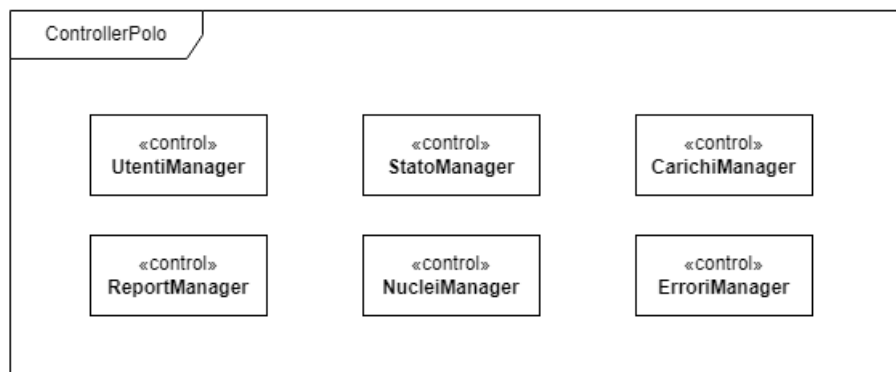 ControllerPolo
«control»
UtentiManager
«control»
StatoManager
«control»
CarichiManager
«control»
ReportManager
«control»
NucleiManager
«control»
ErroriManager